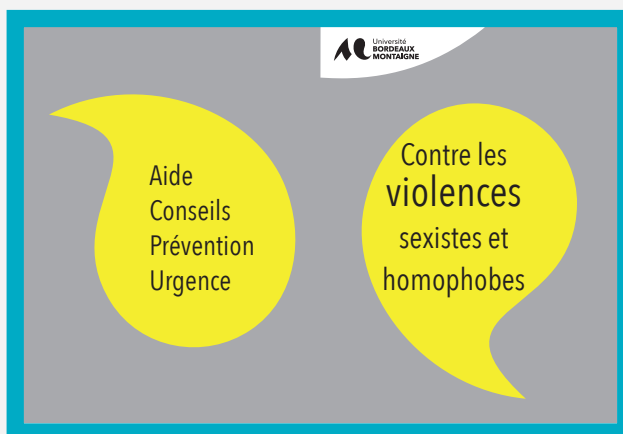 Université
BORDEAUX
MONTAIGNE
Aide
Conseils
Prévention
Urgence
Contre les
violences
sexistes et
homophobes